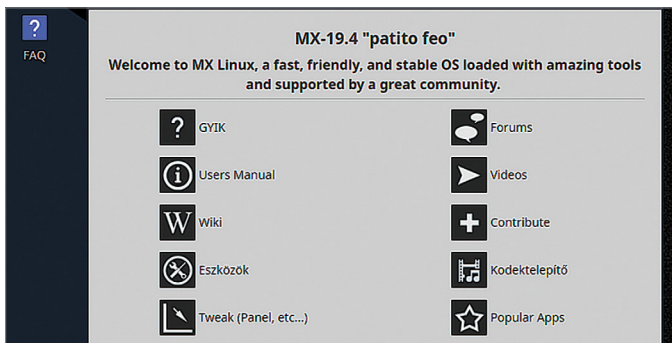 FAQ
MX-19.4 "patito feo"
Welcome to MX Linux, a fast, friendly, and stable OS loaded with amazing tools
and supported by a great community.
GYIK
Forums
Users Manual
Videos
Wiki
Contribute
Eszközök
Kodektelepítő
Tweak (Panel, etc...)
Popular Apps